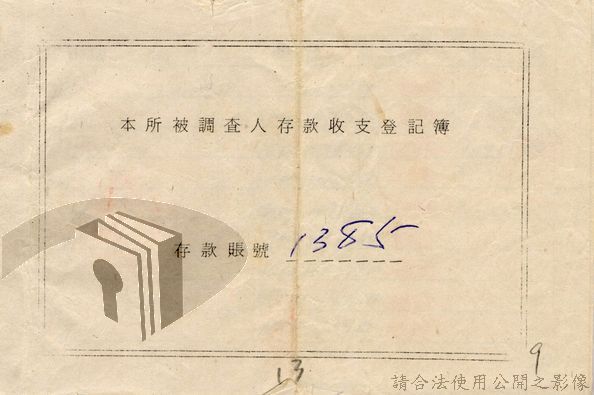 本所被調查人存款收支登記簿
存款賬號 1385
13
9
請合法使用公開之影像